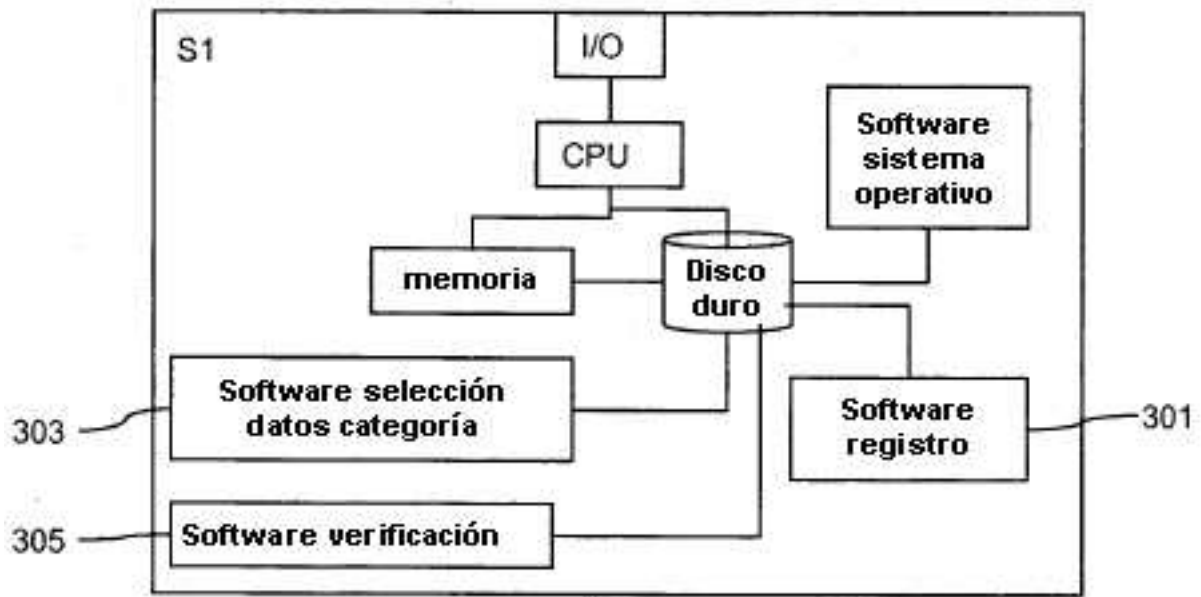 S1
I/O
CPU
Software
sistema
operativo
memoria
Disco
duro
Software selección
datos categoría
303
Software
registro
301
Software verificación
305